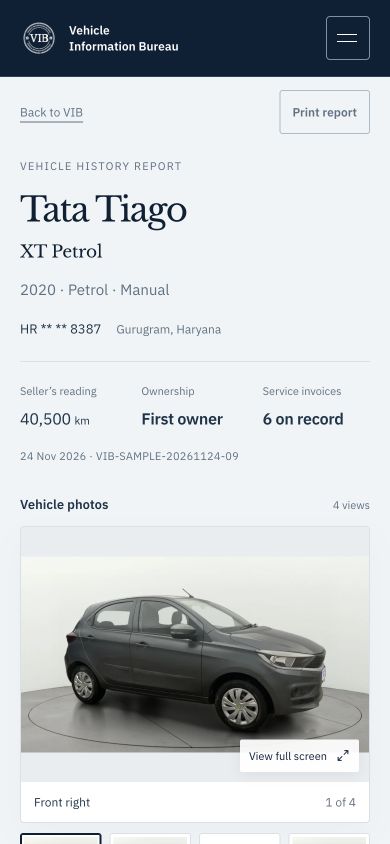 VIB
Vehicle
Information Bureau
Back to VIB
Print report
VEHICLE HISTORY REPORT
Tata Tiago
XT Petrol
2020 · Petrol · Manual
HR ** ** 8387 Gurugram, Haryana
Seller’s reading Ownership Service invoices
40,500 km First owner 6 on record
24 Nov 2026 · VIB-SAMPLE-20261124-09
Vehicle photos 4 views
View full screen
Front right 1 of 4